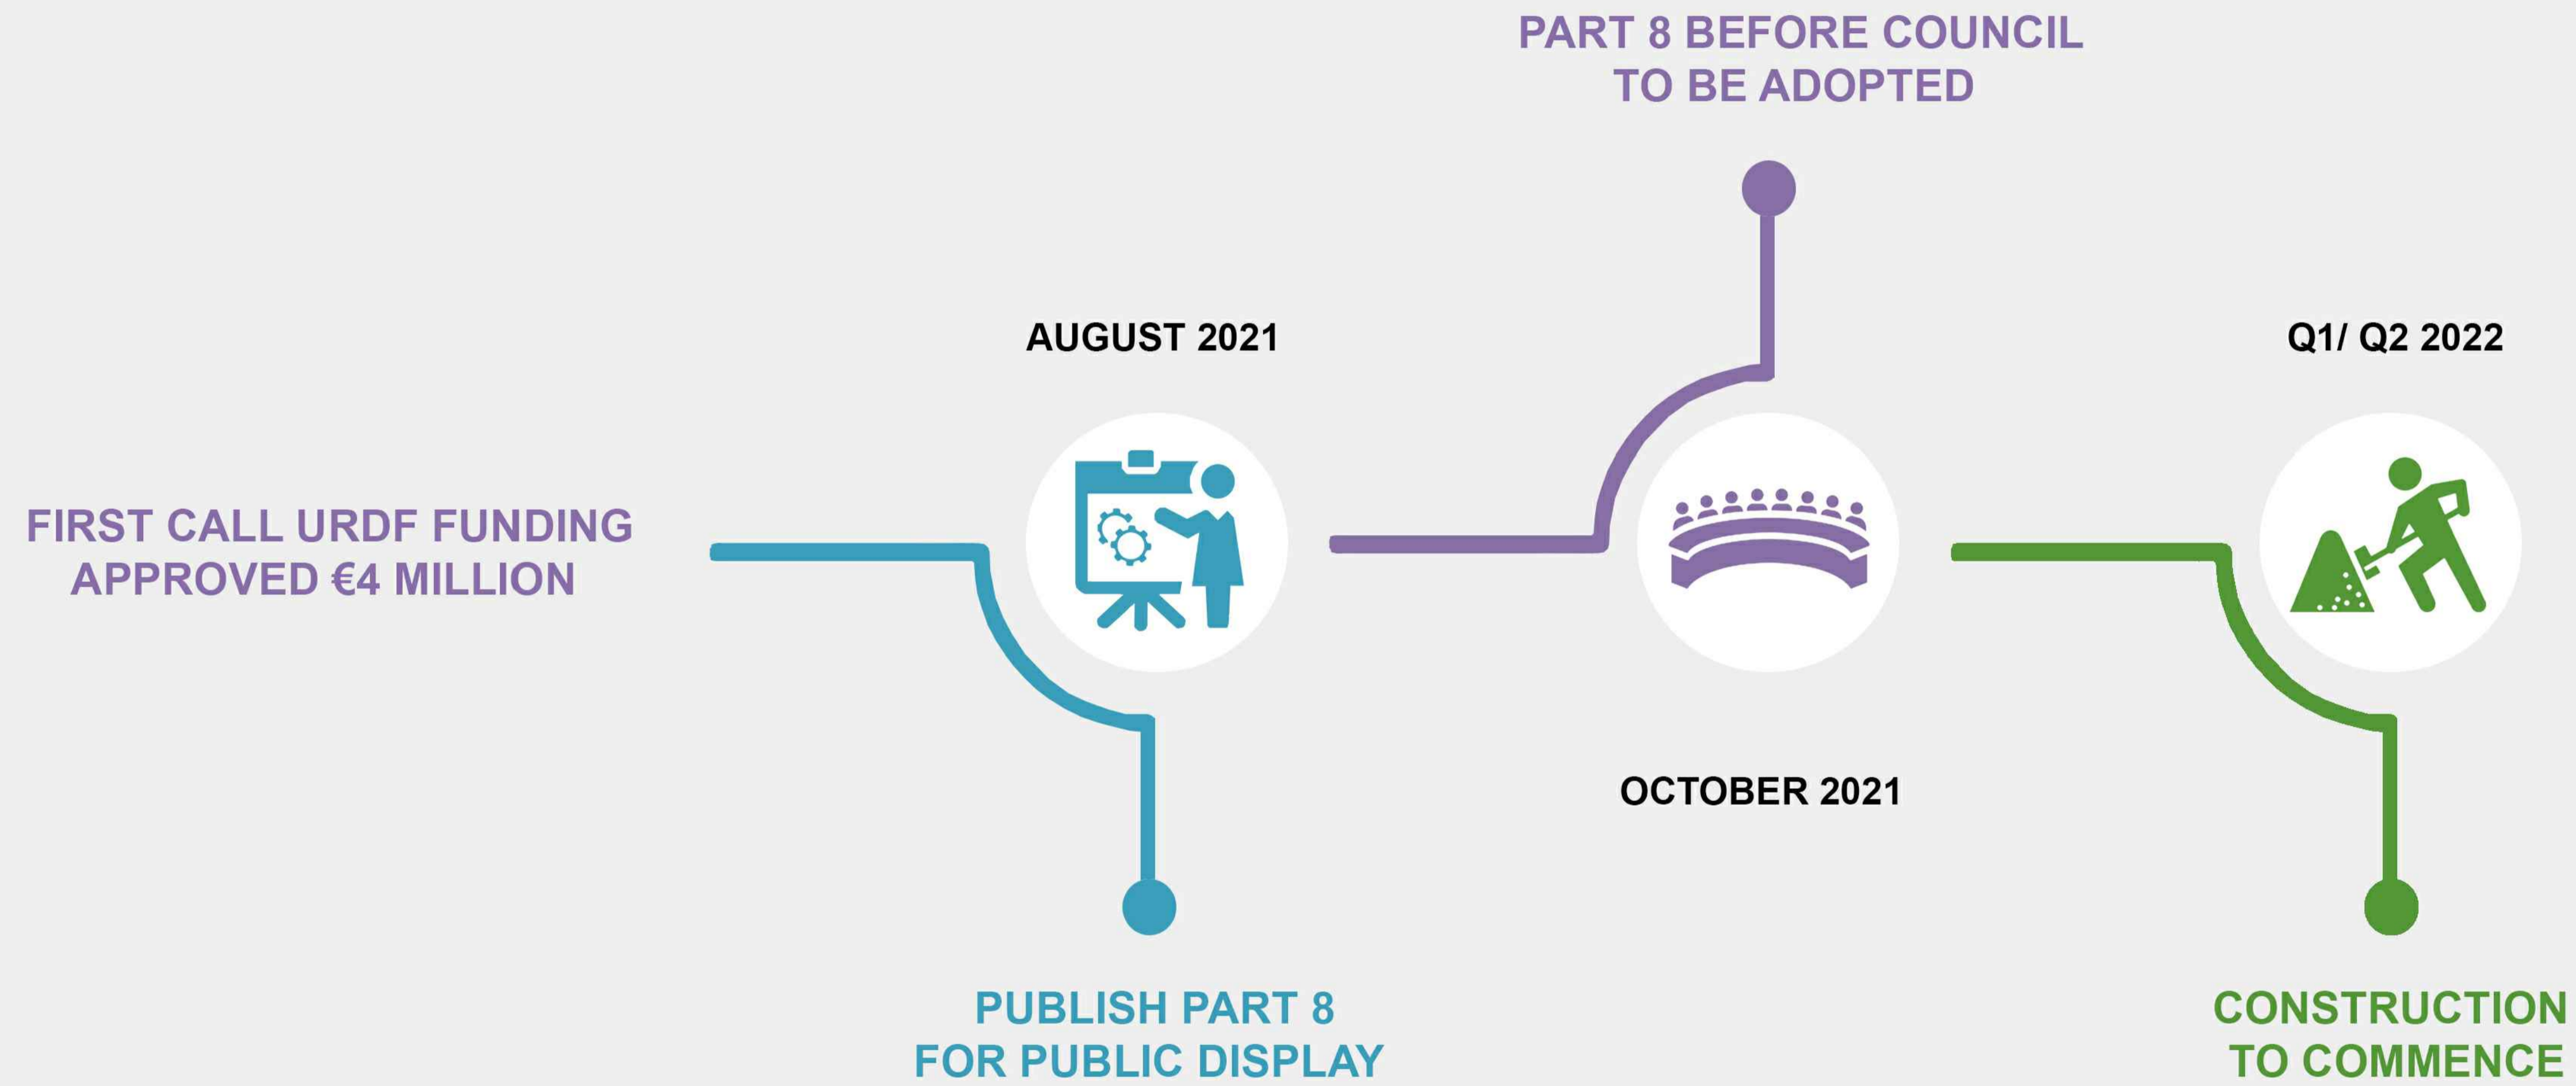 FIRST CALL URDF FUNDING
APPROVED €4 MILLION
AUGUST 2021
PUBLISH PART 8
FOR PUBLIC DISPLAY
PART 8 BEFORE COUNCIL
TO BE ADOPTED
OCTOBER 2021
Q1/ Q2 2022
CONSTRUCTION
TO COMMENCE